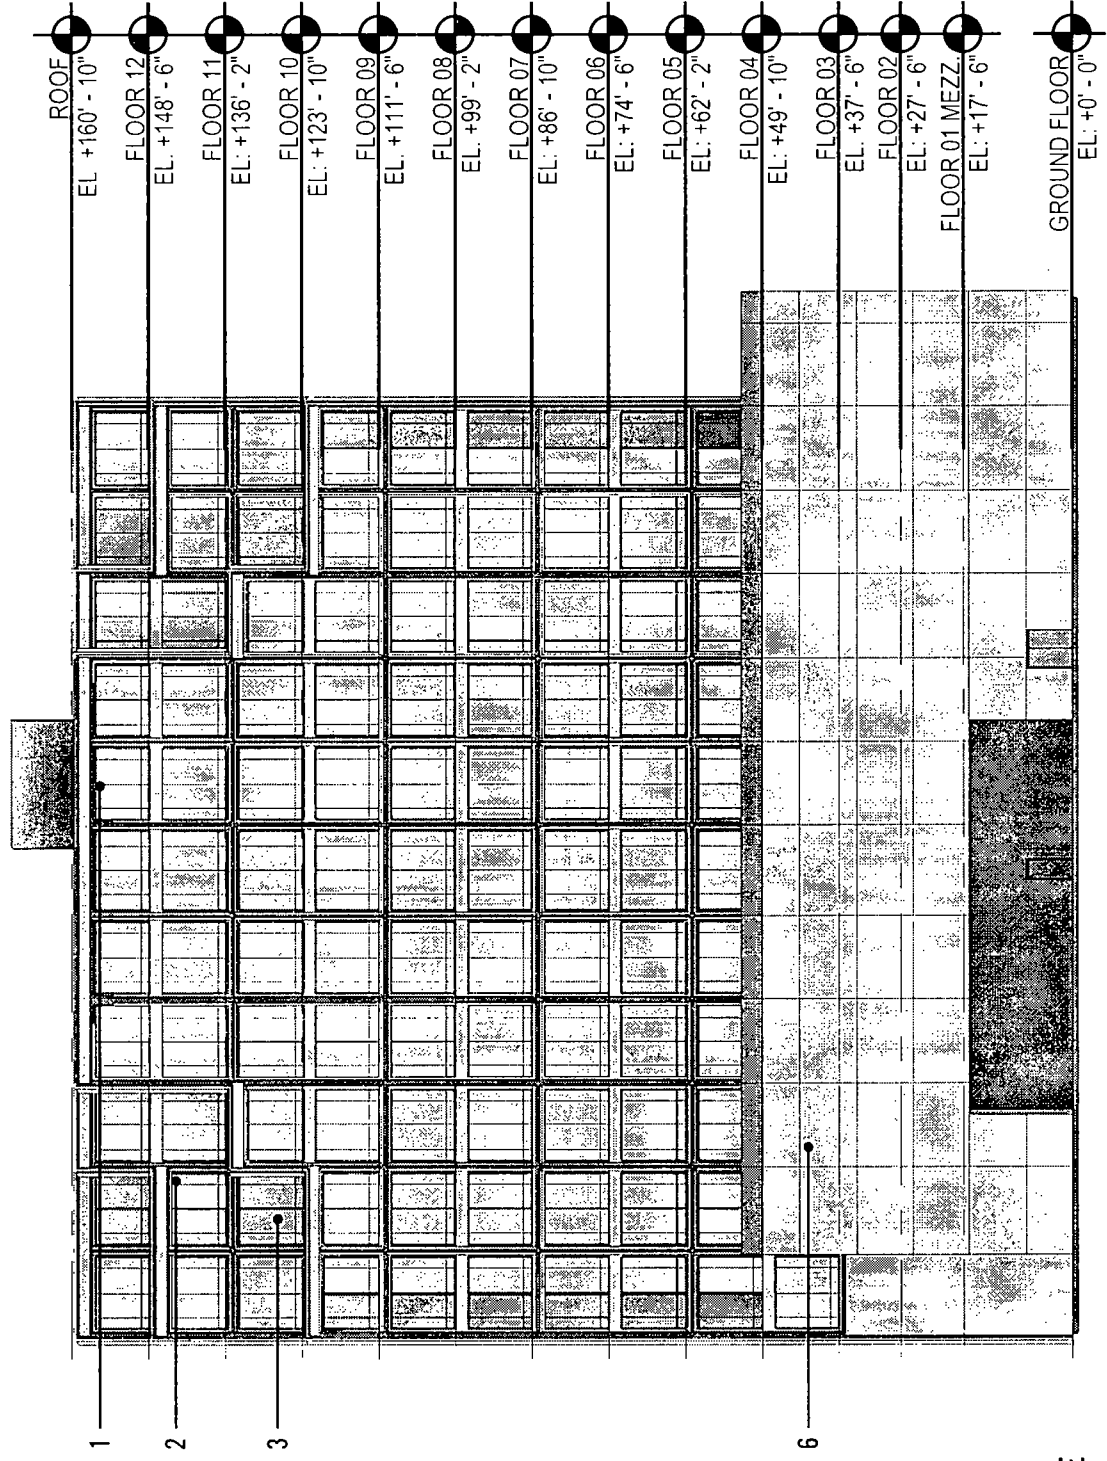 ROOF
EL. +160' - 10"
FLOOR 12
EL: +148' - 6"
FLOOR 11
EL: +136' - 2"
FLOOR 10
EL: +123' - 10"
FLOOR 09
EL. +111' - 6"
FLOOR 08
EL: +99' - 2"
FLOOR 07
EL: +86' - 10"
FLOOR 06
EL: +74' - 6"
FLOOR 05
EL: +62' - 2"
FLOOR 04
EL: +49' - 10"
FLOOR 03
EL. +37' - 6"
FLOOR 02
EL: +27' - 6"
FLOOR 01 MEZZ.
EL: +17' - 6"
GROUND FLOOR
EL: +0' - 0"
1
2
3
6